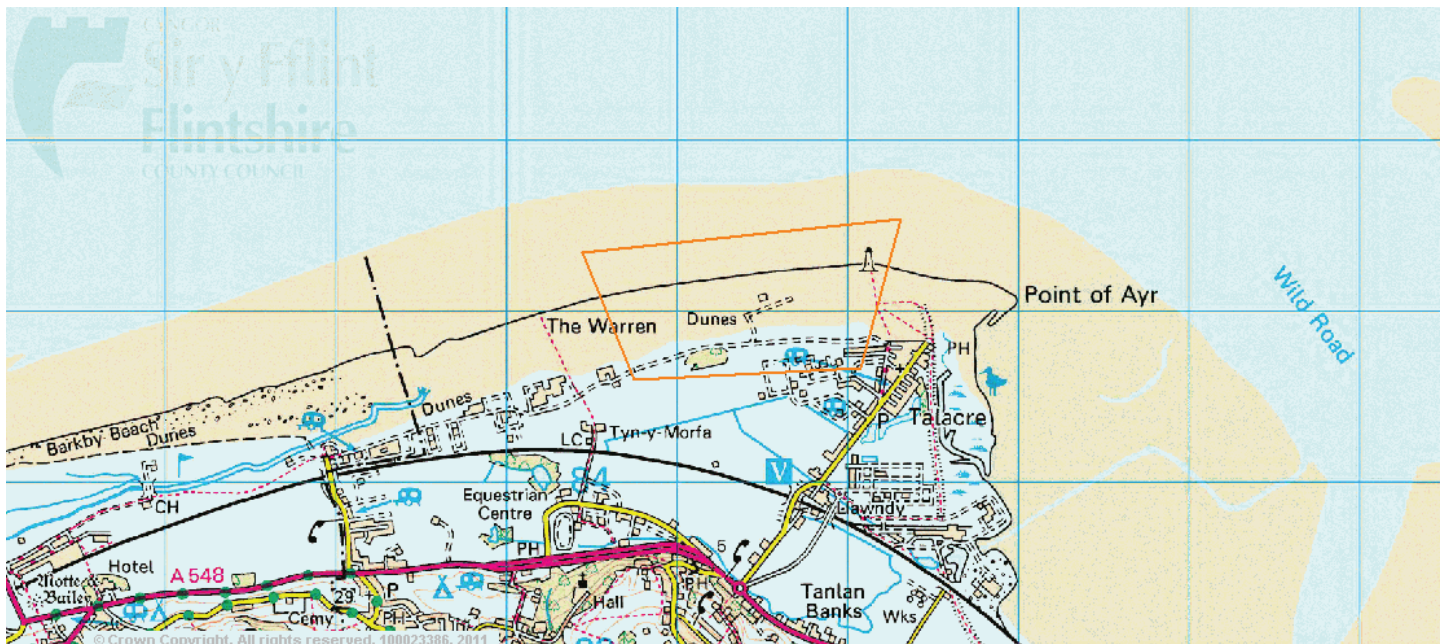 CYNGOR
Sir y Fflint
Flintshire
COUNTY COUNCIL
Wild Road
Point of Ayr
The Warren
Dunes
PH
Dunes
Barkby Beach
Dunes
P
Talacre
LC
Tyn-y-Morfa
84
V
CH
Equestrian
Centre
Llawndy
PH
5
Hotel
A 548
Motte &
Bailey
29
P
PH
Tanlan
Banks
Hall
Cemy
PH
Wks
© Crown Copyright. All rights reserved. 100023386, 2011